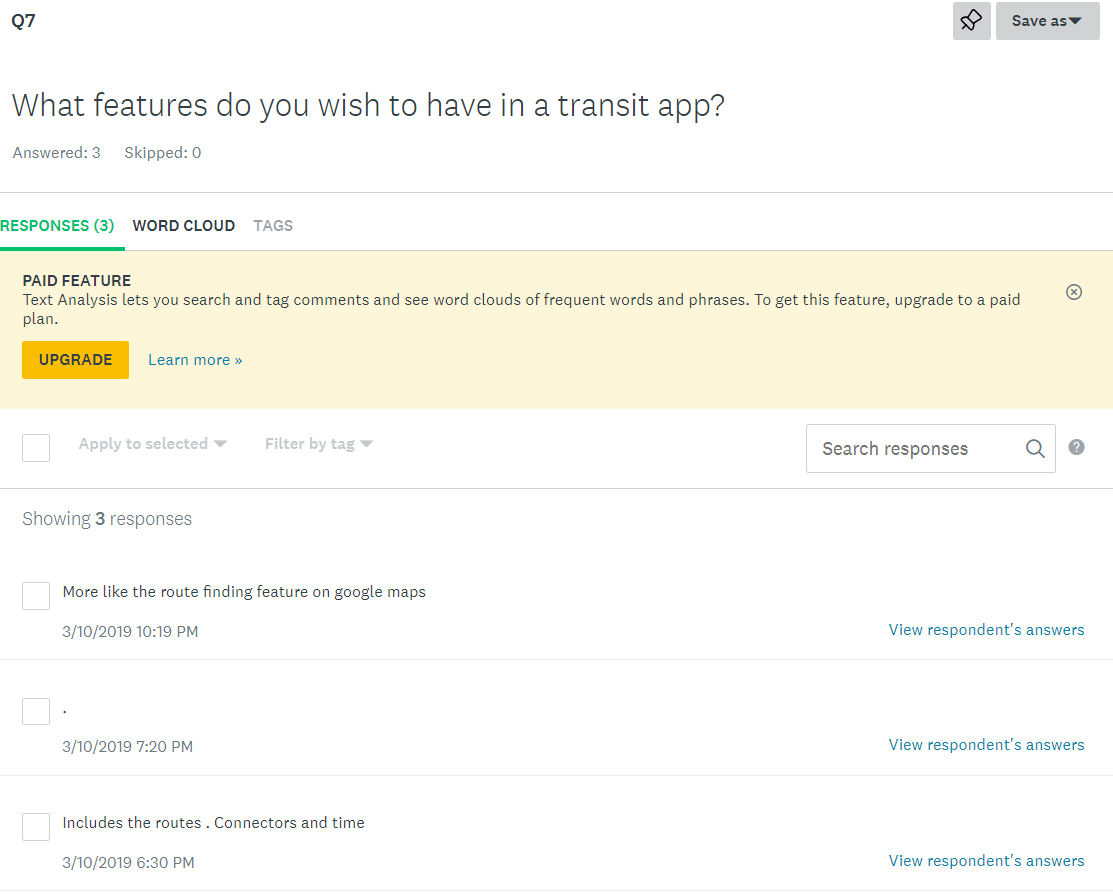 Q7
Save as
What features do you wish to have in a transit app?
Answered: 3 Skipped: 0
RESPONSES (3) WORD CLOUD TAGS
PAID FEATURE
Text Analysis lets you search and tag comments and see word clouds of frequent words and phrases. To get this feature, upgrade to a paid
plan.
UPGRADE Learn more »
Apply to selected Filter by tag Search responses ?
Showing 3 responses
More like the route finding feature on google maps
3/10/2019 10:19 PM View respondent's answers
.
3/10/2019 7:20 PM View respondent's answers
Includes the routes . Connectors and time
3/10/2019 6:30 PM View respondent's answers